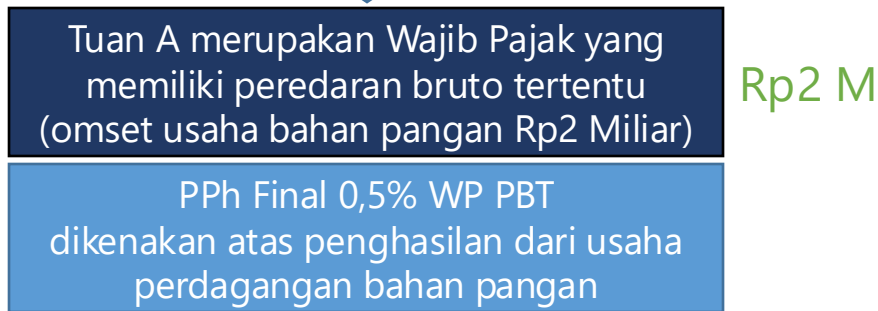 Tuan A merupakan Wajib Pajak yang
memiliki peredaran bruto tertentu
(omset usaha bahan pangan Rp2 Miliar)
Rp2 M
PPh Final 0,5% WP PBT
dikenakan atas penghasilan dari usaha
perdagangan bahan pangan